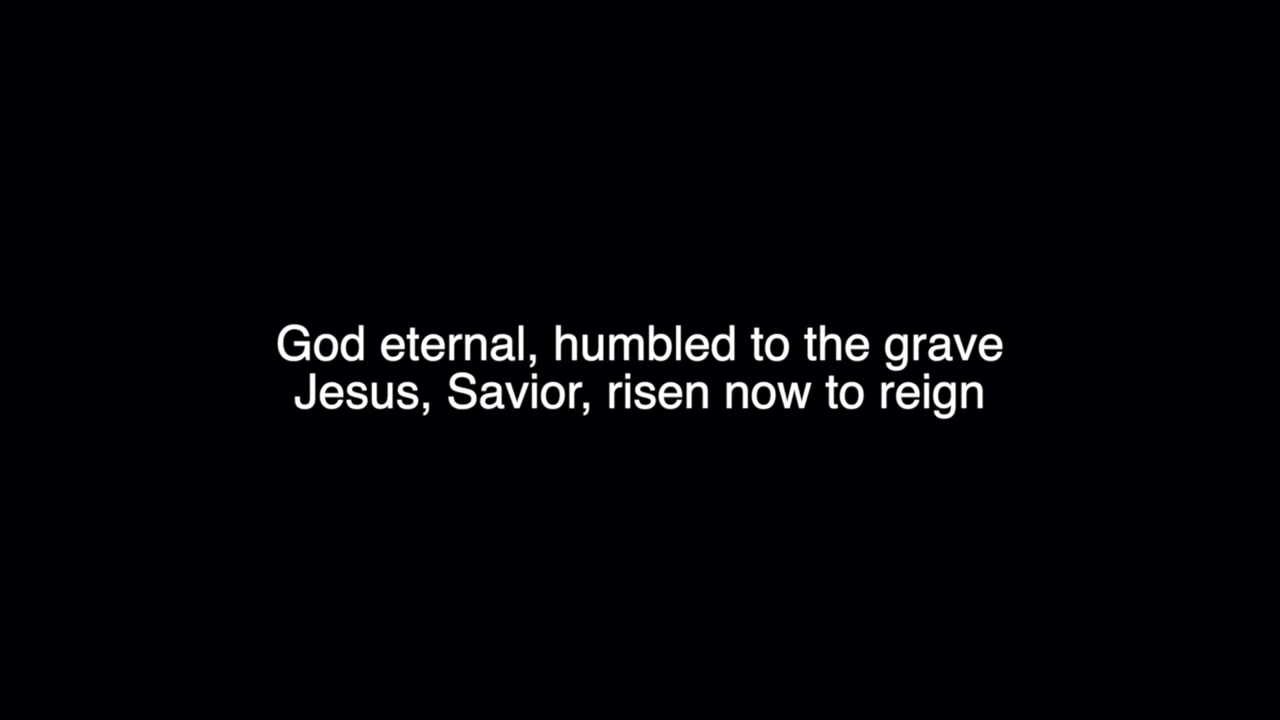 God eternal, humbled to the grave
Jesus, Savior, risen now to reign